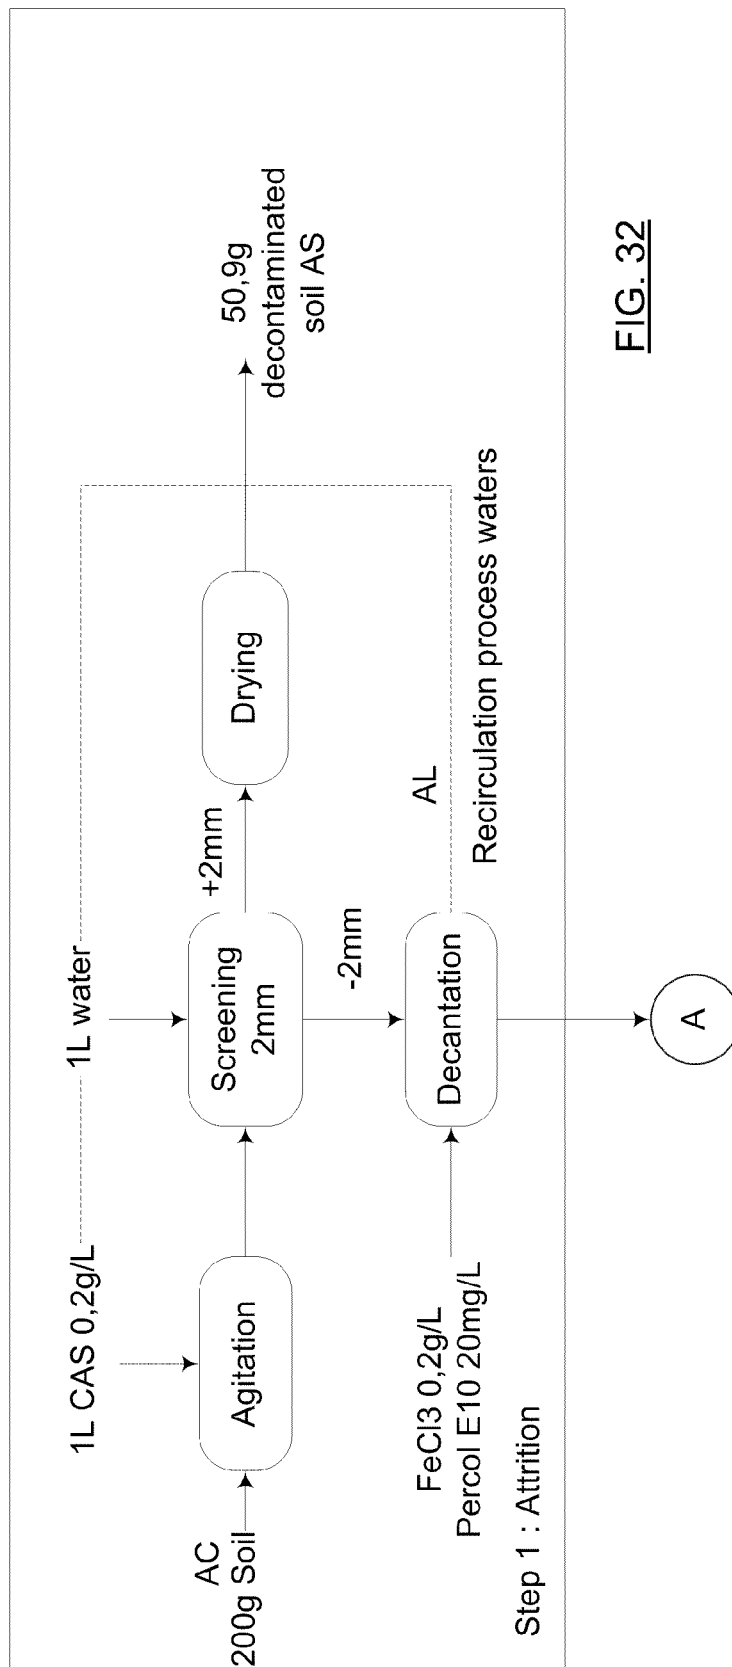 1L CAS 0,2g/L
1L water
AC
200g Soil
Agitation
Screening
2mm
+2mm
Drying
50,9g
decontaminated
soil AS
-2mm
FeCl3 0,2g/L
Percol E10 20mg/L
Decantation
AL
Recirculation process waters
Step 1 : Attrition
A
FIG. 32